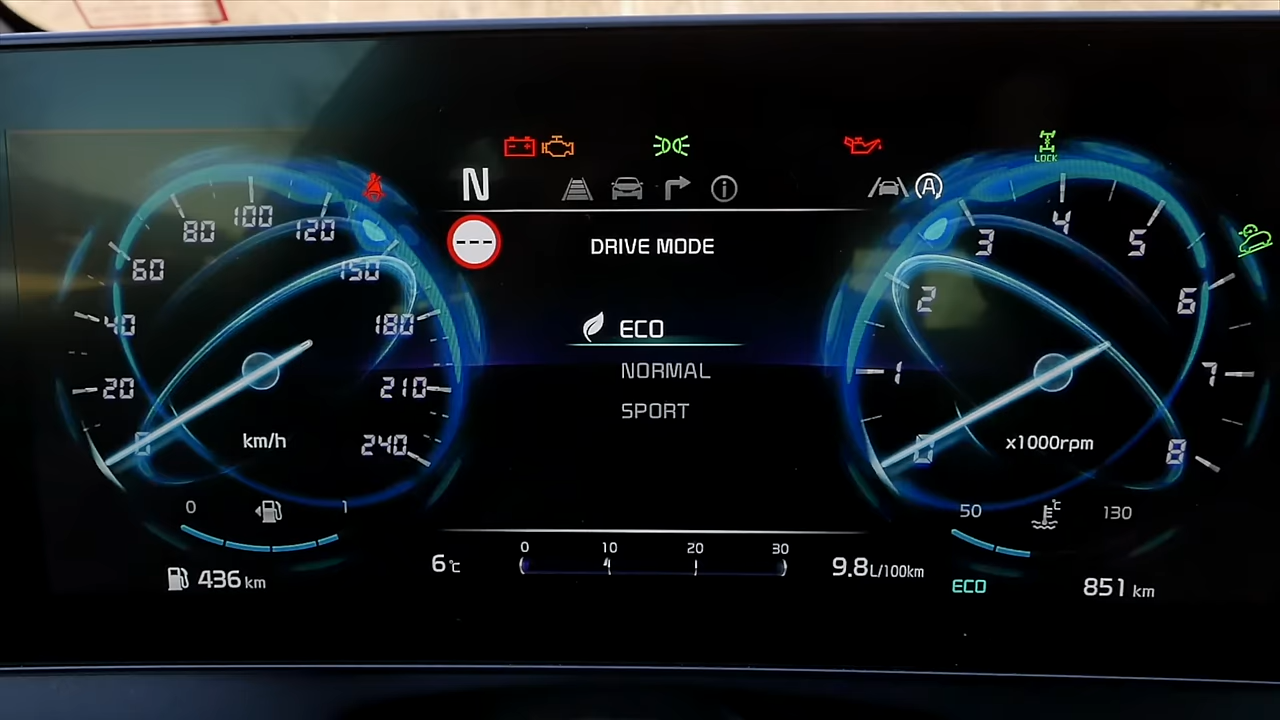 LOCK
N
A
DRIVE MODE
ECO
NORMAL
SPORT
0
20
40
60
80
100
120
150
180
210
240
km/h
0
1
2
3
4
5
6
7
8
x1000rpm
0
1
436 km
6 °C
0 10 20 30
9.8 L/100km
50
°C
130
ECO
851 km